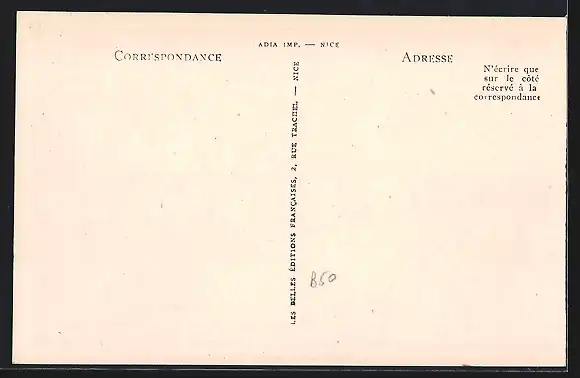 ADIA IMP. — NICE
CORRESPONDANCE
ADRESSE
N'écrire que
sur le côté
réservé à la
correspondance
LES BELLES ÉDITIONS FRANÇAISES, 2, RUE TRACHEL — NICE
B50